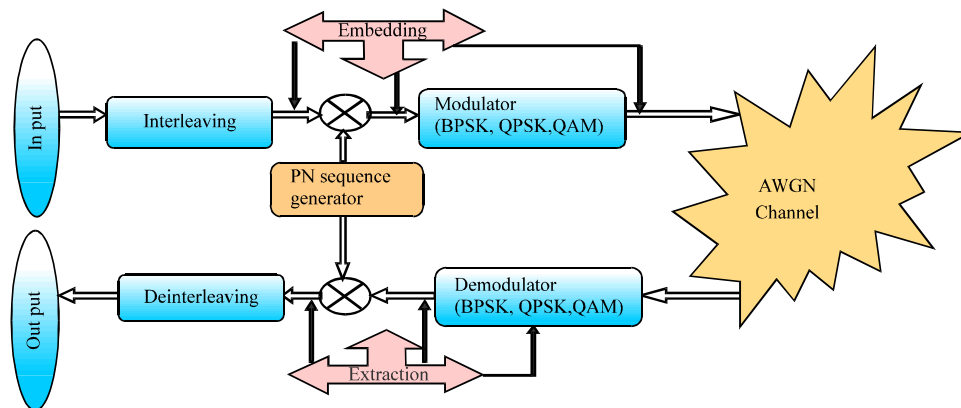 Embedding
In put
Interleaving
Modulator
(BPSK, QPSK,QAM)
PN sequence
generator
AWGN
Channel
Out put
Deinterleaving
Demodulator
(BPSK, QPSK,QAM)
Extraction